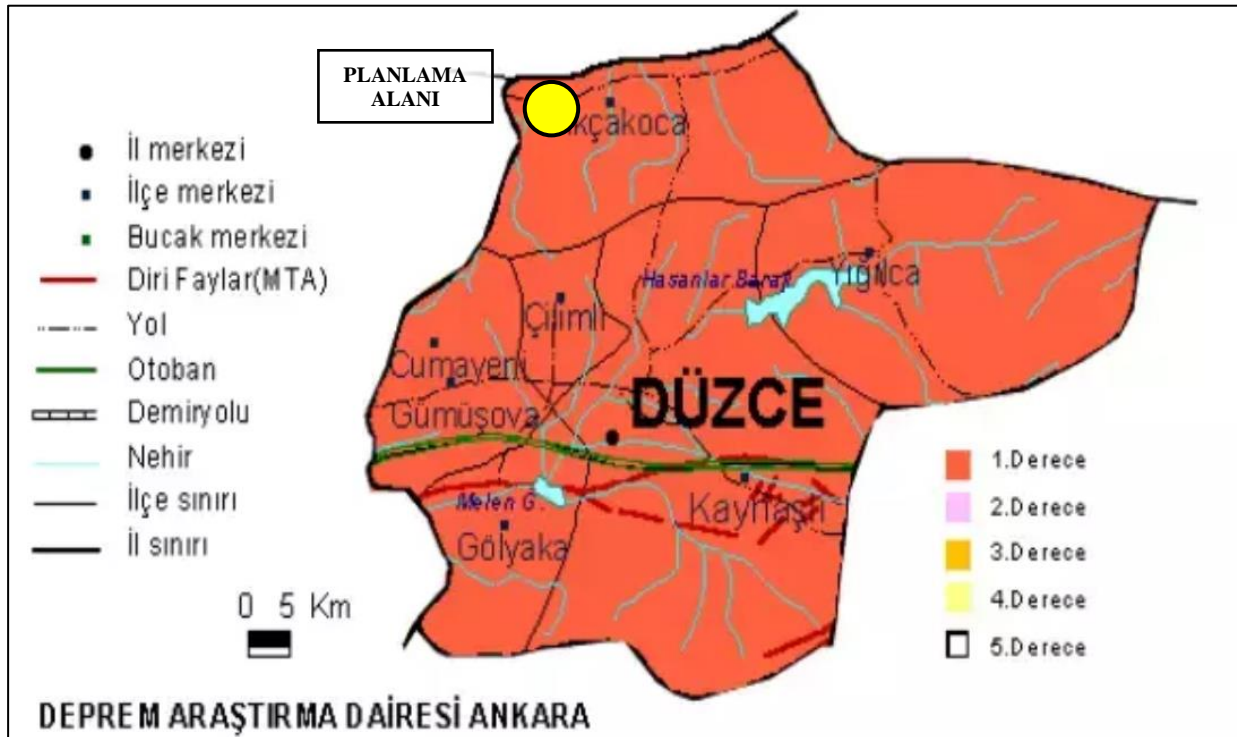 PLANLAMA
ALANI
İl merkezi
İlçe merkezi
Bucak merkezi
Diri Faylar(MTA)
Yol
Otoban
Demiryolu
Nehir
İlçe sınırı
İl sınırı
0 5 Km
kçakoca
Hasanlar Barajı
Yığılca
Çilimli
Cumayeni
Gümüşova
DÜZCE
Melen G.
Kaynaşlı
Gölyaka
1.Derece
2.Derece
3.Derece
4.Derece
5.Derece
DEPREM ARAŞTIRMA DAİRESİ ANKARA